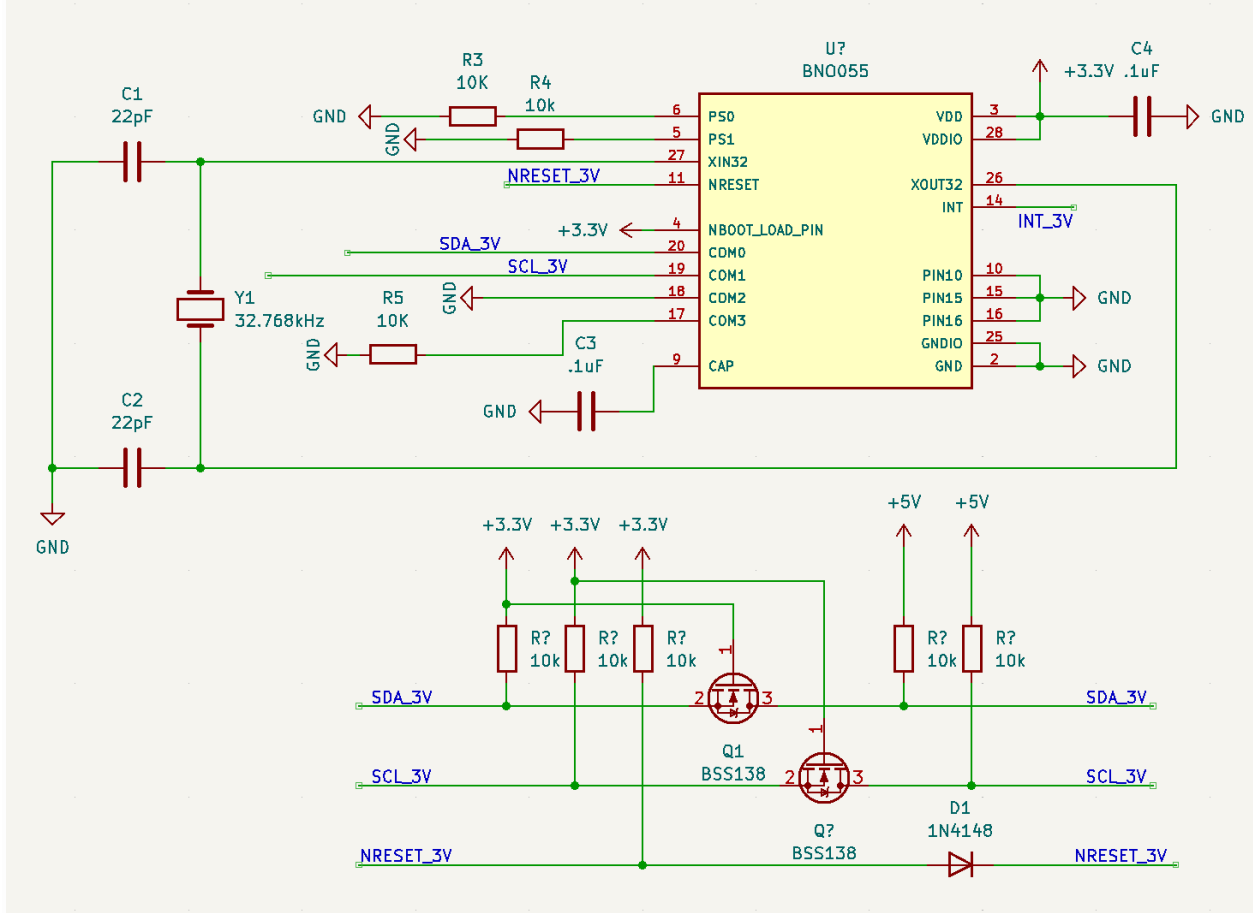 U?
BNO055
C4
+3.3V .1uF
R3
10K
R4
10k
C1
22pF
GND
GND
6 PS0
5 PS1
27 XIN32
NRESET_3V 11 NRESET
+3.3V 4 NBOOT_LOAD_PIN
SDA_3V 20 COM0
SCL_3V 19 COM1
GND 18 COM2
17 COM3
9 CAP
VDD 3
VDDIO 28
XOUT32 26
INT 14
INT_3V
PIN10 10
PIN15 15
PIN16 16
GNDIO 25
GND 2
GND
GND
GND
Y1
32.768kHz
R5
10K
GND
C3
.1uF
GND
C2
22pF
GND
+3.3V +3.3V +3.3V
+5V +5V
R?
10k
R?
10k
R?
10k
R?
10k
R?
10k
1
SDA_3V 2 3 SDA_3V
Q1
BSS138
1
SCL_3V 2 3 SCL_3V
Q?
BSS138
D1
1N4148
NRESET_3V NRESET_3V